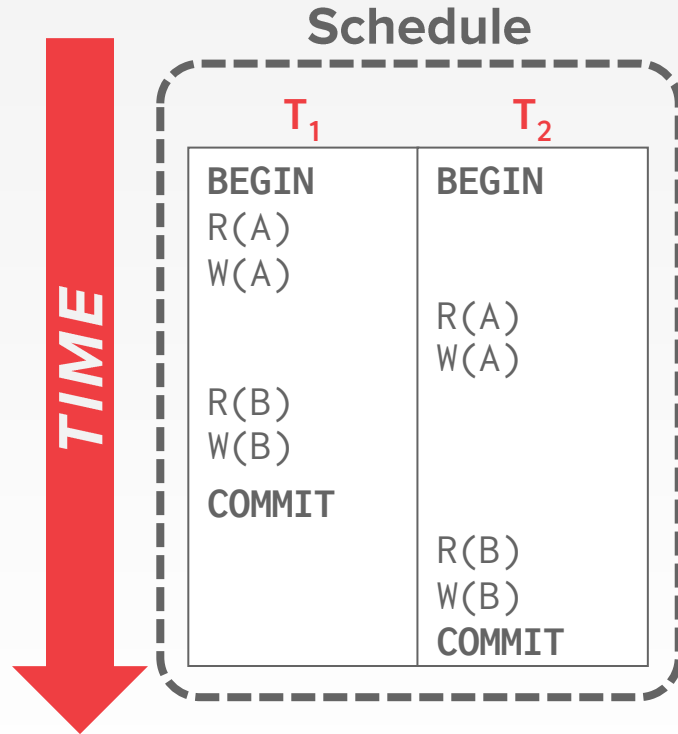 Schedule
TIME
T₁ T₂
BEGIN BEGIN
R(A)
W(A)
R(A)
W(A)
R(B)
W(B)
COMMIT
R(B)
W(B)
COMMIT